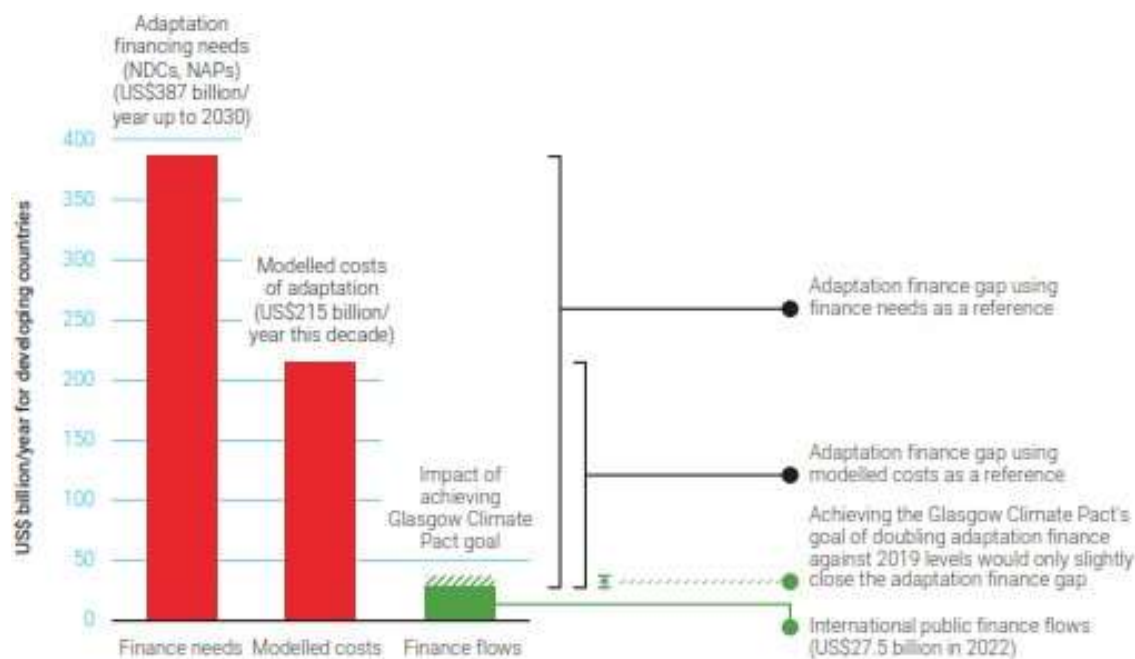 Adaptation
financing needs
(NDCs, NAPs)
(US$387 billion/
year up to 2030)
400
350
300
250
200
150
100
50
0
US$ billion/year for developing countries
Modelled costs
of adaptation
(US$215 billion/
year this decade)
Impact of
achieving
Glasgow Climate
Pact goal
Finance needs
Modelled costs
Finance flows
Adaptation finance gap using
finance needs as a reference
Adaptation finance gap using
modelled costs as a reference
Achieving the Glasgow Climate Pact's
goal of doubling adaptation finance
against 2019 levels would only slightly
close the adaptation finance gap
International public finance flows
(US$27.5 billion in 2022)